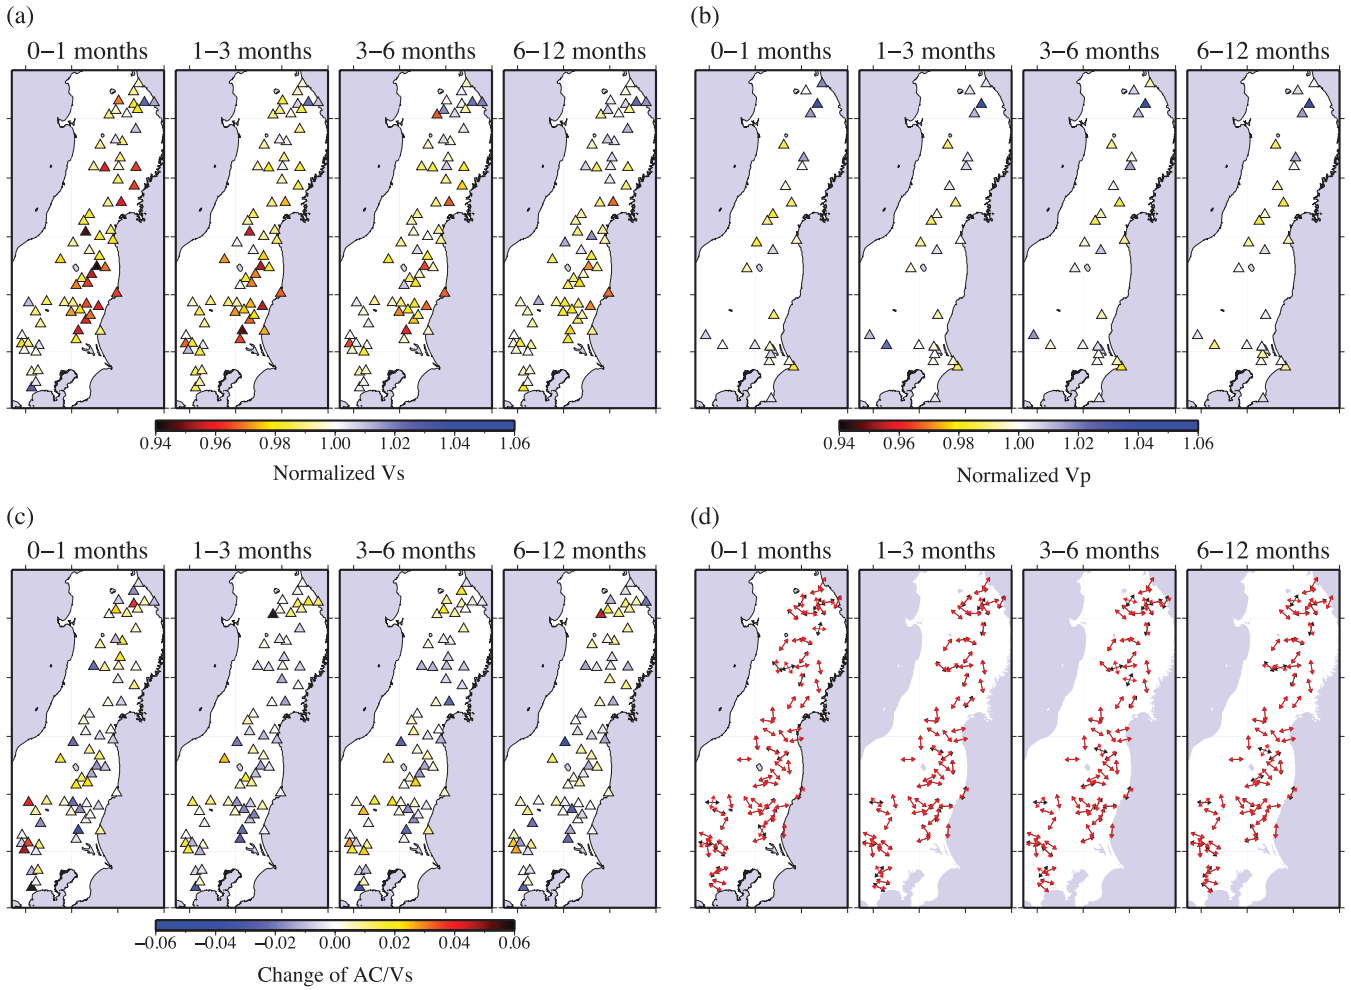 (a)
0–1 months 1–3 months 3–6 months 6–12 months
0.94 0.96 0.98 1.00 1.02 1.04 1.06
Normalized Vs
(b)
0–1 months 1–3 months 3–6 months 6–12 months
0.94 0.96 0.98 1.00 1.02 1.04 1.06
Normalized Vp
(c)
0–1 months 1–3 months 3–6 months 6–12 months
−0.06 −0.04 −0.02 0.00 0.02 0.04 0.06
Change of AC/Vs
(d)
0–1 months 1–3 months 3–6 months 6–12 months